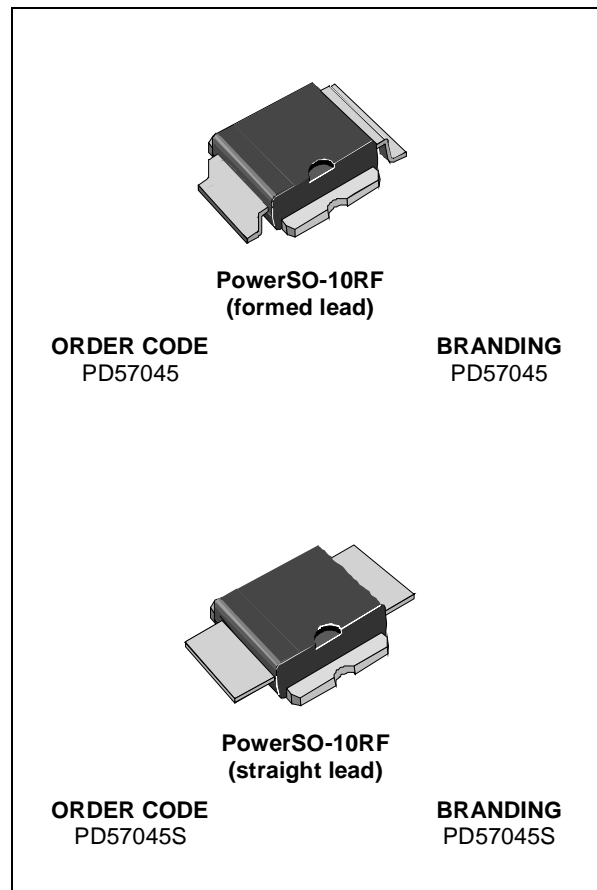 PowerSO-10RF
(formed lead)
ORDER CODE
PD57045
BRANDING
PD57045
PowerSO-10RF
(straight lead)
ORDER CODE
PD57045S
BRANDING
PD57045S